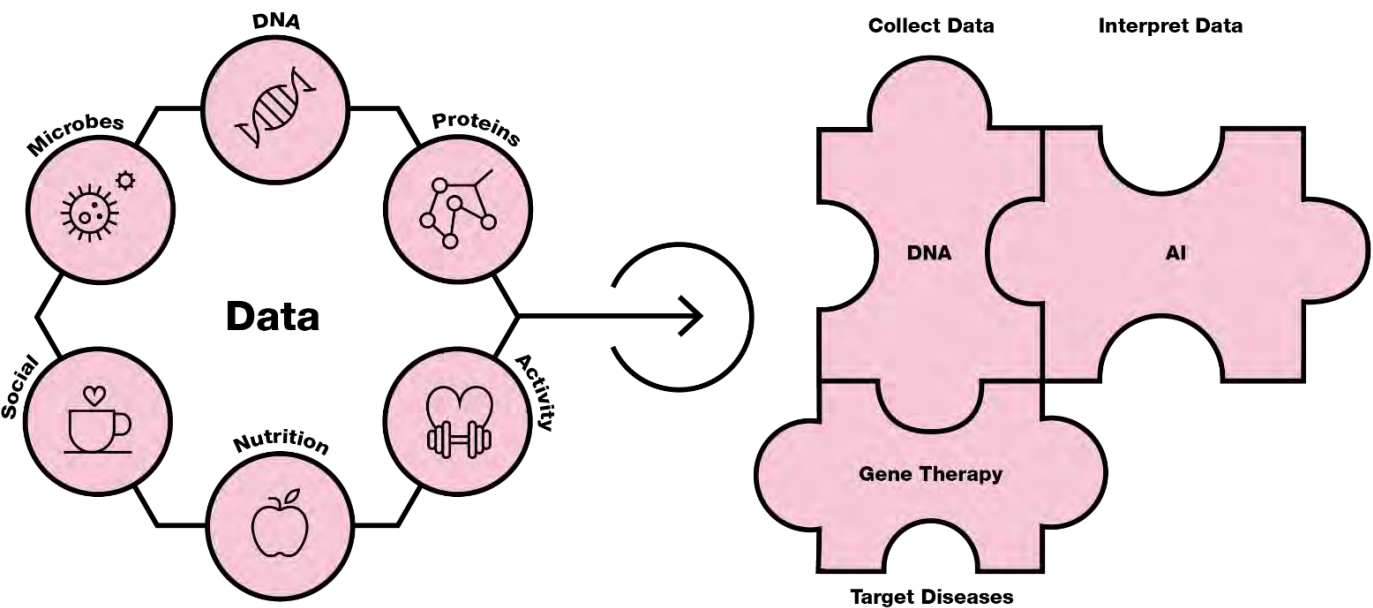 DNA
Microbes
Proteins
Data
Social
Activity
Nutrition
Collect Data
Interpret Data
DNA
AI
Gene Therapy
Target Diseases